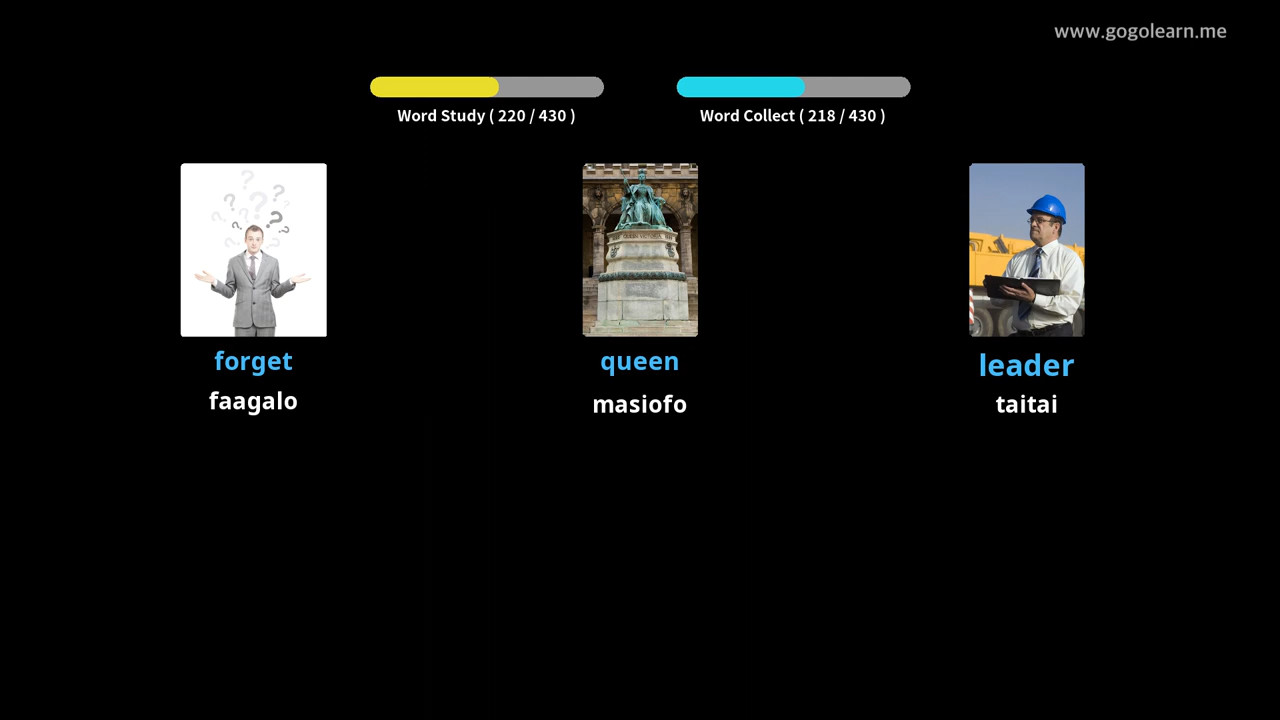 www.gogolearn.me
Word Study ( 220 / 430 )
Word Collect ( 218 / 430 )
forget
faagalo
queen
masiofo
leader
taitai